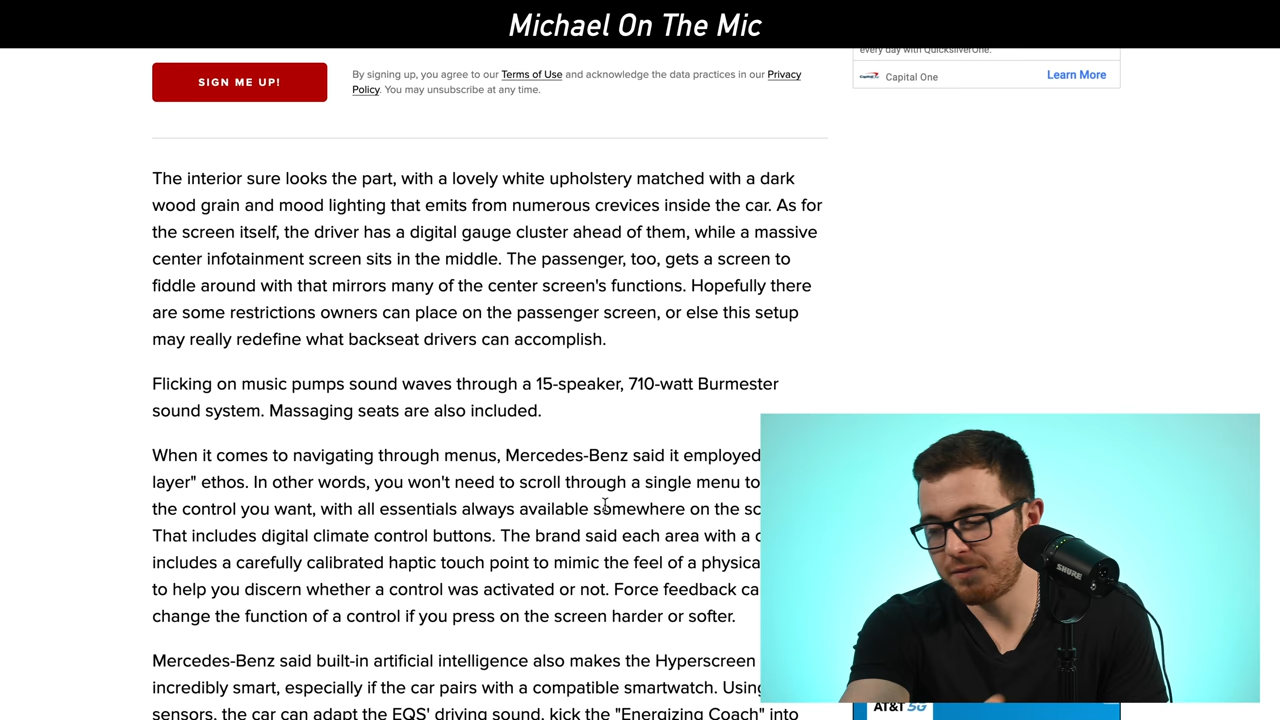 Michael On The Mic
every day with QuicksilverOne.
SIGN ME UP!
By signing up, you agree to our Terms of Use and acknowledge the data practices in our Privacy
Policy. You may unsubscribe at any time.
Capital One
Learn More
The interior sure looks the part, with a lovely white upholstery matched with a dark
wood grain and mood lighting that emits from numerous crevices inside the car. As for
the screen itself, the driver has a digital gauge cluster ahead of them, while a massive
center infotainment screen sits in the middle. The passenger, too, gets a screen to
fiddle around with that mirrors many of the center screen's functions. Hopefully there
are some restrictions owners can place on the passenger screen, or else this setup
may really redefine what backseat drivers can accomplish.
Flicking on music pumps sound waves through a 15-speaker, 710-watt Burmester
sound system. Massaging seats are also included.
When it comes to navigating through menus, Mercedes-Benz said it employed
layer" ethos. In other words, you won't need to scroll through a single menu to
the control you want, with all essentials always available somewhere on the sc
That includes digital climate control buttons. The brand said each area with a
includes a carefully calibrated haptic touch point to mimic the feel of a physica
to help you discern whether a control was activated or not. Force feedback ca
change the function of a control if you press on the screen harder or softer.
Mercedes-Benz said built-in artificial intelligence also makes the Hyperscreen
incredibly smart, especially if the car pairs with a compatible smartwatch. Using
sensors, the car can adapt the EQS' driving sound, kick the "Energizing Coach" into
SHURE
AT&T 5G